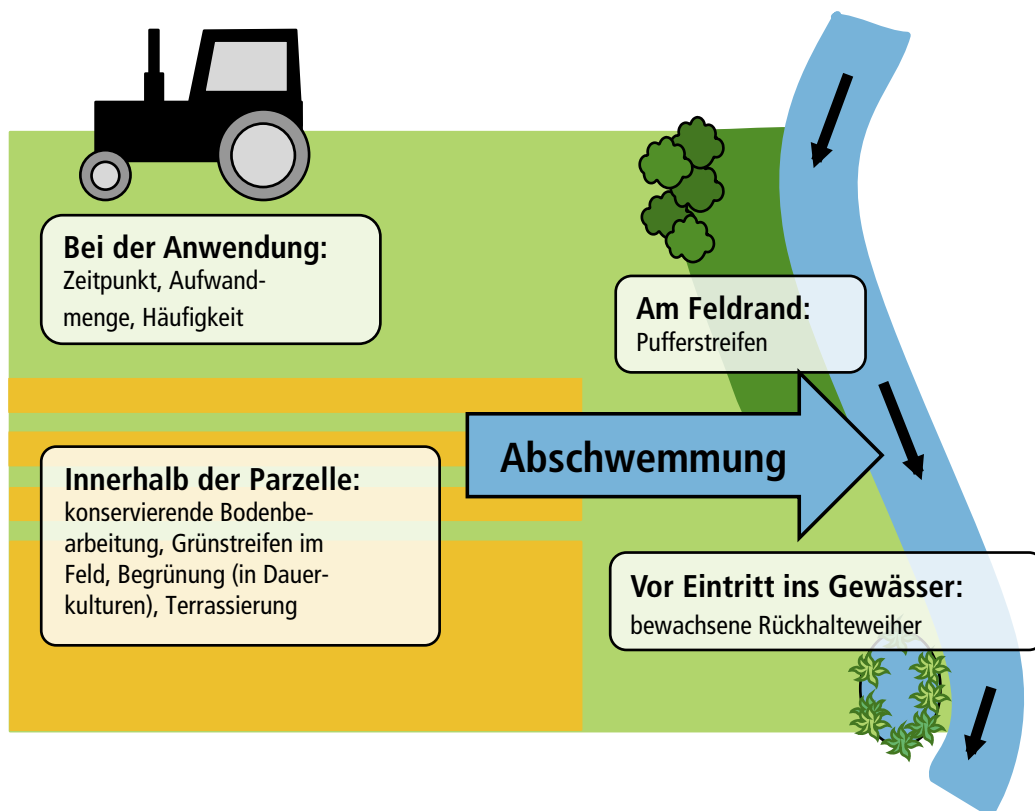 Bei der Anwendung:
Zeitpunkt, Aufwand-
menge, Häufigkeit
Am Feldrand:
Pufferstreifen
Abschwemmung
Innerhalb der Parzelle:
konservierende Bodenbe-
arbeitung, Grünstreifen im
Feld, Begrünung (in Dauer-
kulturen), Terrassierung
Vor Eintritt ins Gewässer:
bewachsene Rückhalteweiher